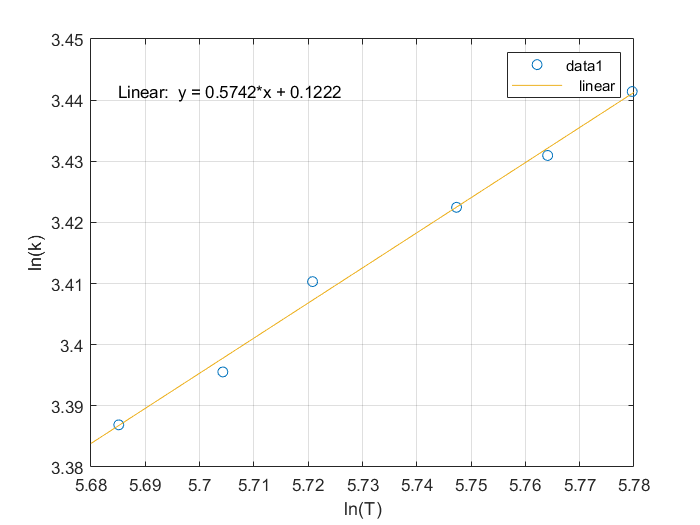 3.45
data1
linear
Linear:  y = 0.5742*x + 0.1222
3.44
3.43
3.42
ln(k)
3.41
3.4
3.39
3.38
5.68 5.69 5.7 5.71 5.72 5.73 5.74 5.75 5.76 5.77 5.78
ln(T)